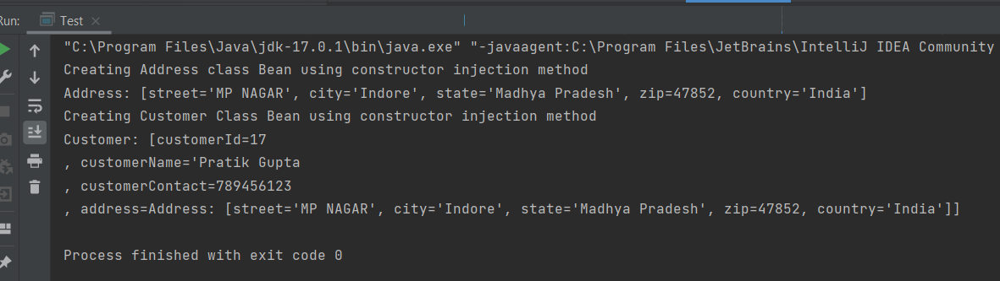 Run: Test
"C:\Program Files\Java\jdk-17.0.1\bin\java.exe" "-javaagent:C:\Program Files\JetBrains\IntelliJ IDEA Community
Creating Address class Bean using constructor injection method
Address: [street='MP NAGAR', city='Indore', state='Madhya Pradesh', zip=47852, country='India']
Creating Customer Class Bean using constructor injection method
Customer: [customerId=17
, customerName='Pratik Gupta
, customerContact=789456123
, address=Address: [street='MP NAGAR', city='Indore', state='Madhya Pradesh', zip=47852, country='India']]
Process finished with exit code 0